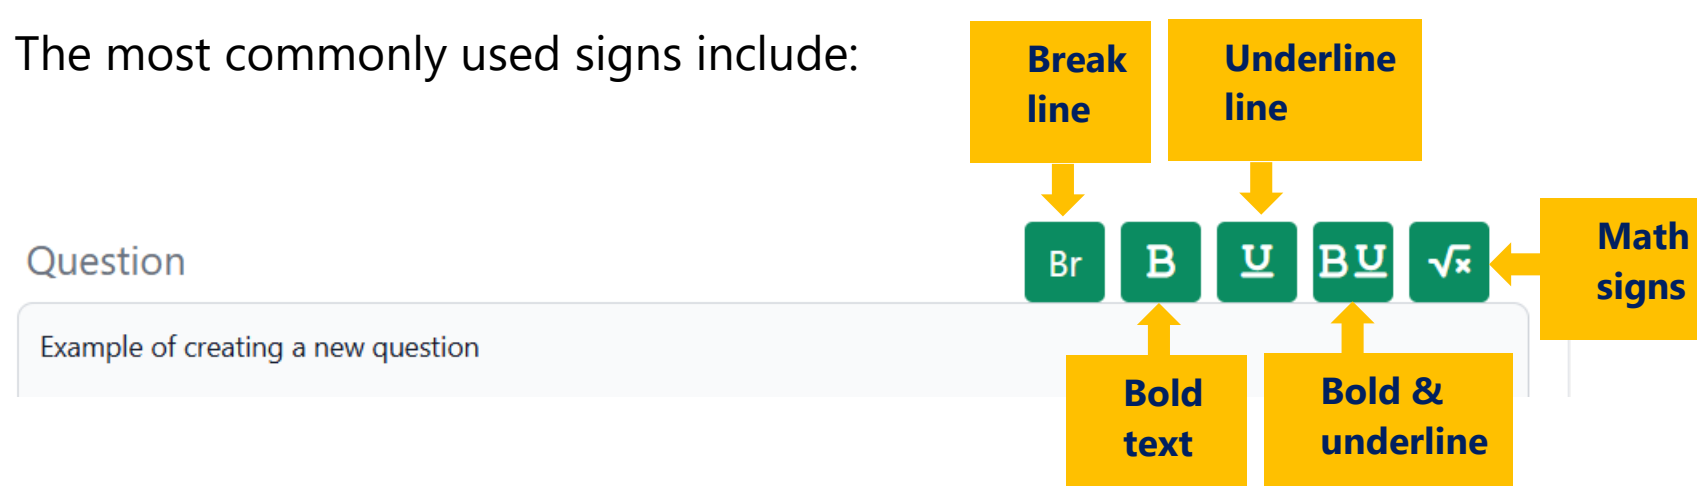 The most commonly used signs include:
Break
line
Underline
line
Math
signs
Question
Br
B
U
BU
√x
Example of creating a new question
Bold
text
Bold &
underline